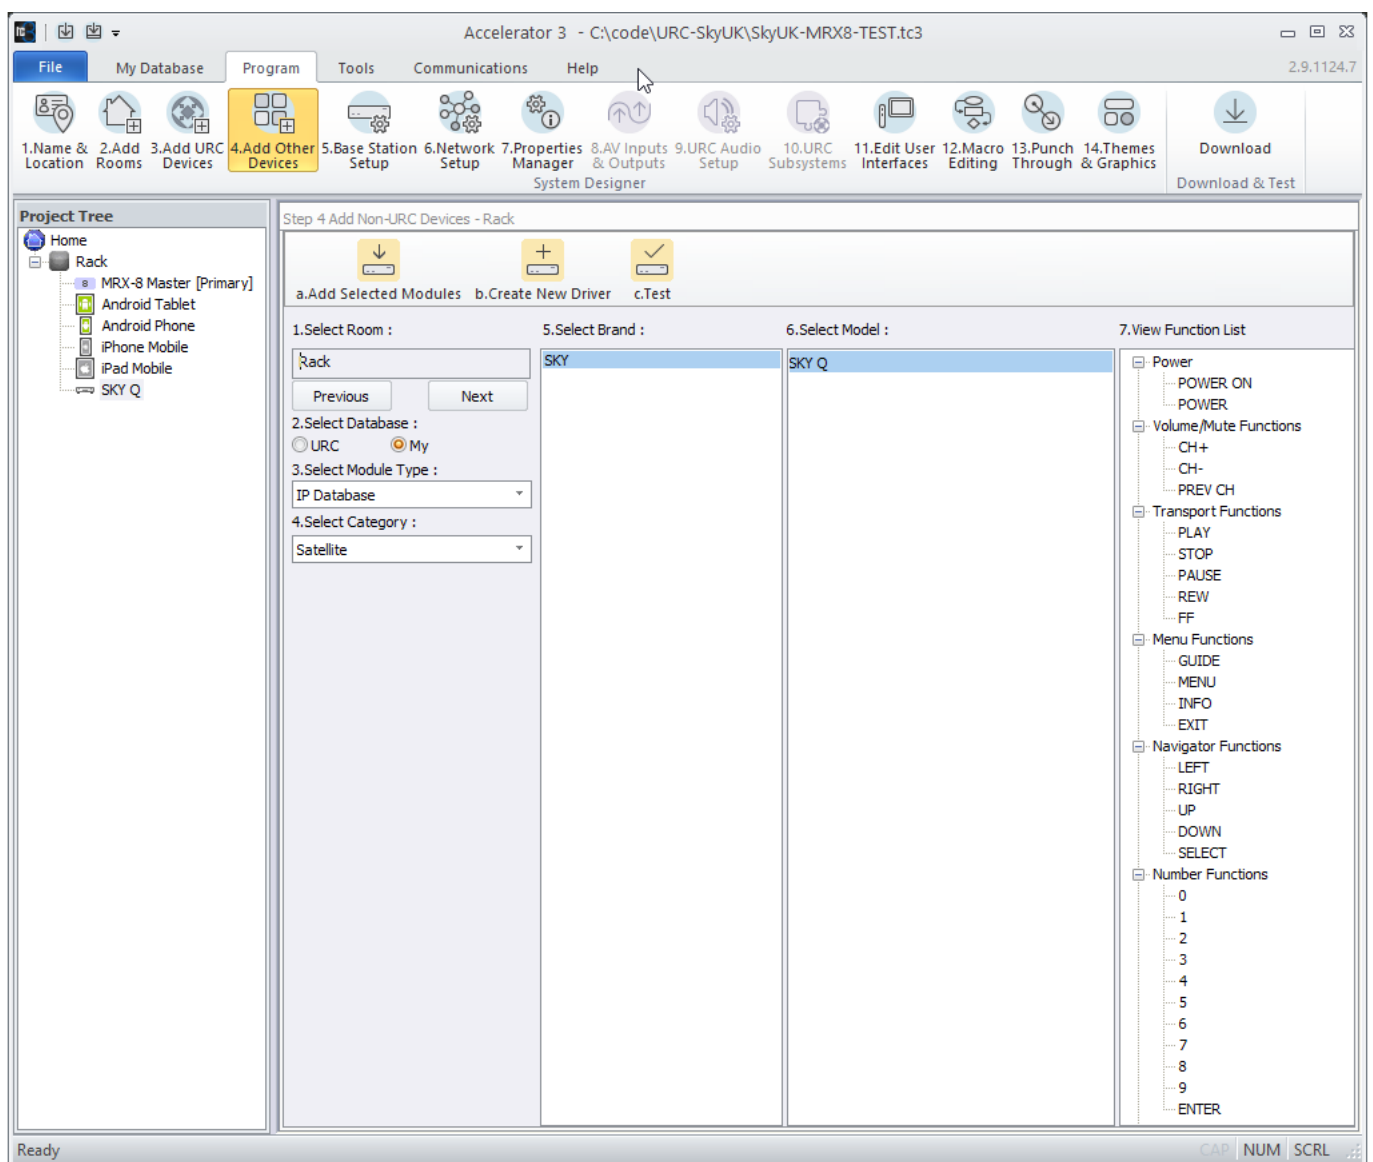 TC
Accelerator 3 - C:\code\URC-SkyUK\SkyUK-MRX8-TEST.tc3
File My Database Program Tools Communications Help 2.9.1124.7
1.Name & Location
2.Add Rooms
3.Add URC Devices
4.Add Other Devices
5.Base Station Setup
6.Network Setup
7.Properties Manager
8.AV Inputs & Outputs
9.URC Audio Setup
10.URC Subsystems
11.Edit User Interfaces
12.Macro Editing
13.Punch Through
14.Themes & Graphics
Download
System Designer
Download & Test
Project Tree
Home
Rack
8 MRX-8 Master [Primary]
Android Tablet
Android Phone
iPhone Mobile
iPad Mobile
SKY Q
Step 4 Add Non-URC Devices - Rack
a.Add Selected Modules b.Create New Driver c.Test
1.Select Room :
Rack
Previous Next
2.Select Database :
URC My
3.Select Module Type :
IP Database
4.Select Category :
Satellite
5.Select Brand :
SKY
6.Select Model :
SKY Q
7.View Function List
Power
POWER ON
POWER
Volume/Mute Functions
CH+
CH-
PREV CH
Transport Functions
PLAY
STOP
PAUSE
REW
FF
Menu Functions
GUIDE
MENU
INFO
EXIT
Navigator Functions
LEFT
RIGHT
UP
DOWN
SELECT
Number Functions
0
1
2
3
4
5
6
7
8
9
ENTER
Ready
CAP NUM SCRL